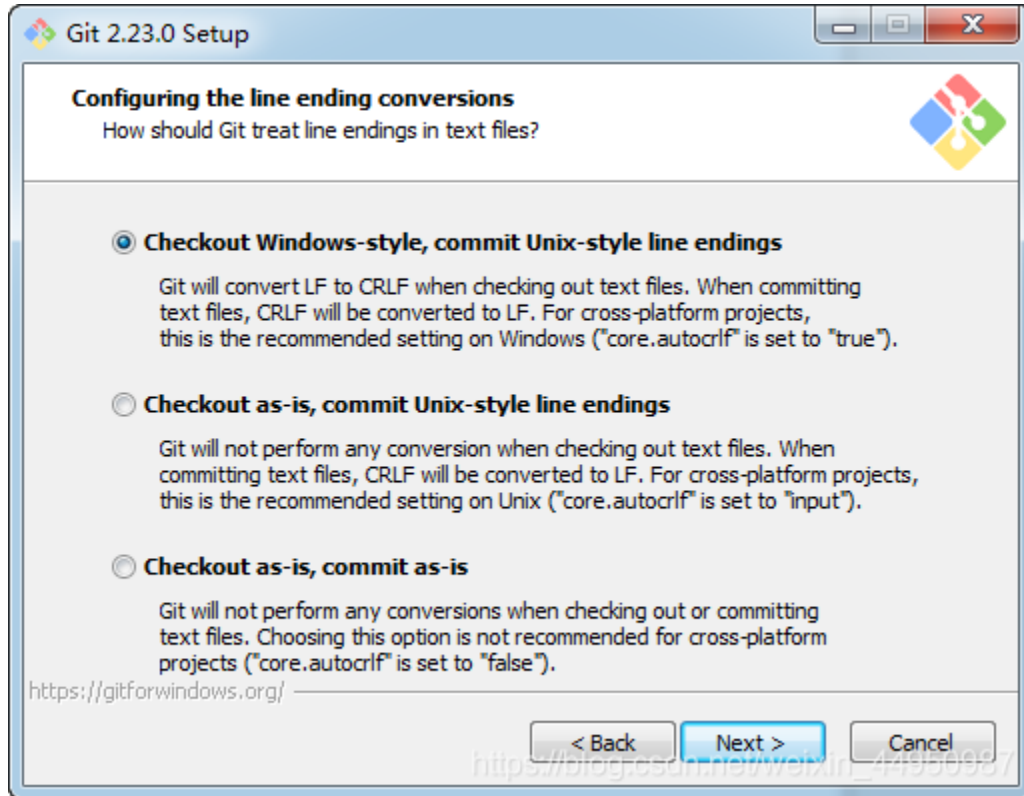 Git 2.23.0 Setup
Configuring the line ending conversions
How should Git treat line endings in text files?
Checkout Windows-style, commit Unix-style line endings
Git will convert LF to CRLF when checking out text files. When committing
text files, CRLF will be converted to LF. For cross-platform projects,
this is the recommended setting on Windows ("core.autocrlf" is set to "true").
Checkout as-is, commit Unix-style line endings
Git will not perform any conversion when checking out text files. When
committing text files, CRLF will be converted to LF. For cross-platform projects,
this is the recommended setting on Unix ("core.autocrlf" is set to "input").
Checkout as-is, commit as-is
Git will not perform any conversions when checking out or committing
text files. Choosing this option is not recommended for cross-platform
projects ("core.autocrlf" is set to "false").
https://gitforwindows.org/
< Back Next > Cancel
https://blog.csdn.net/weixin_44950987